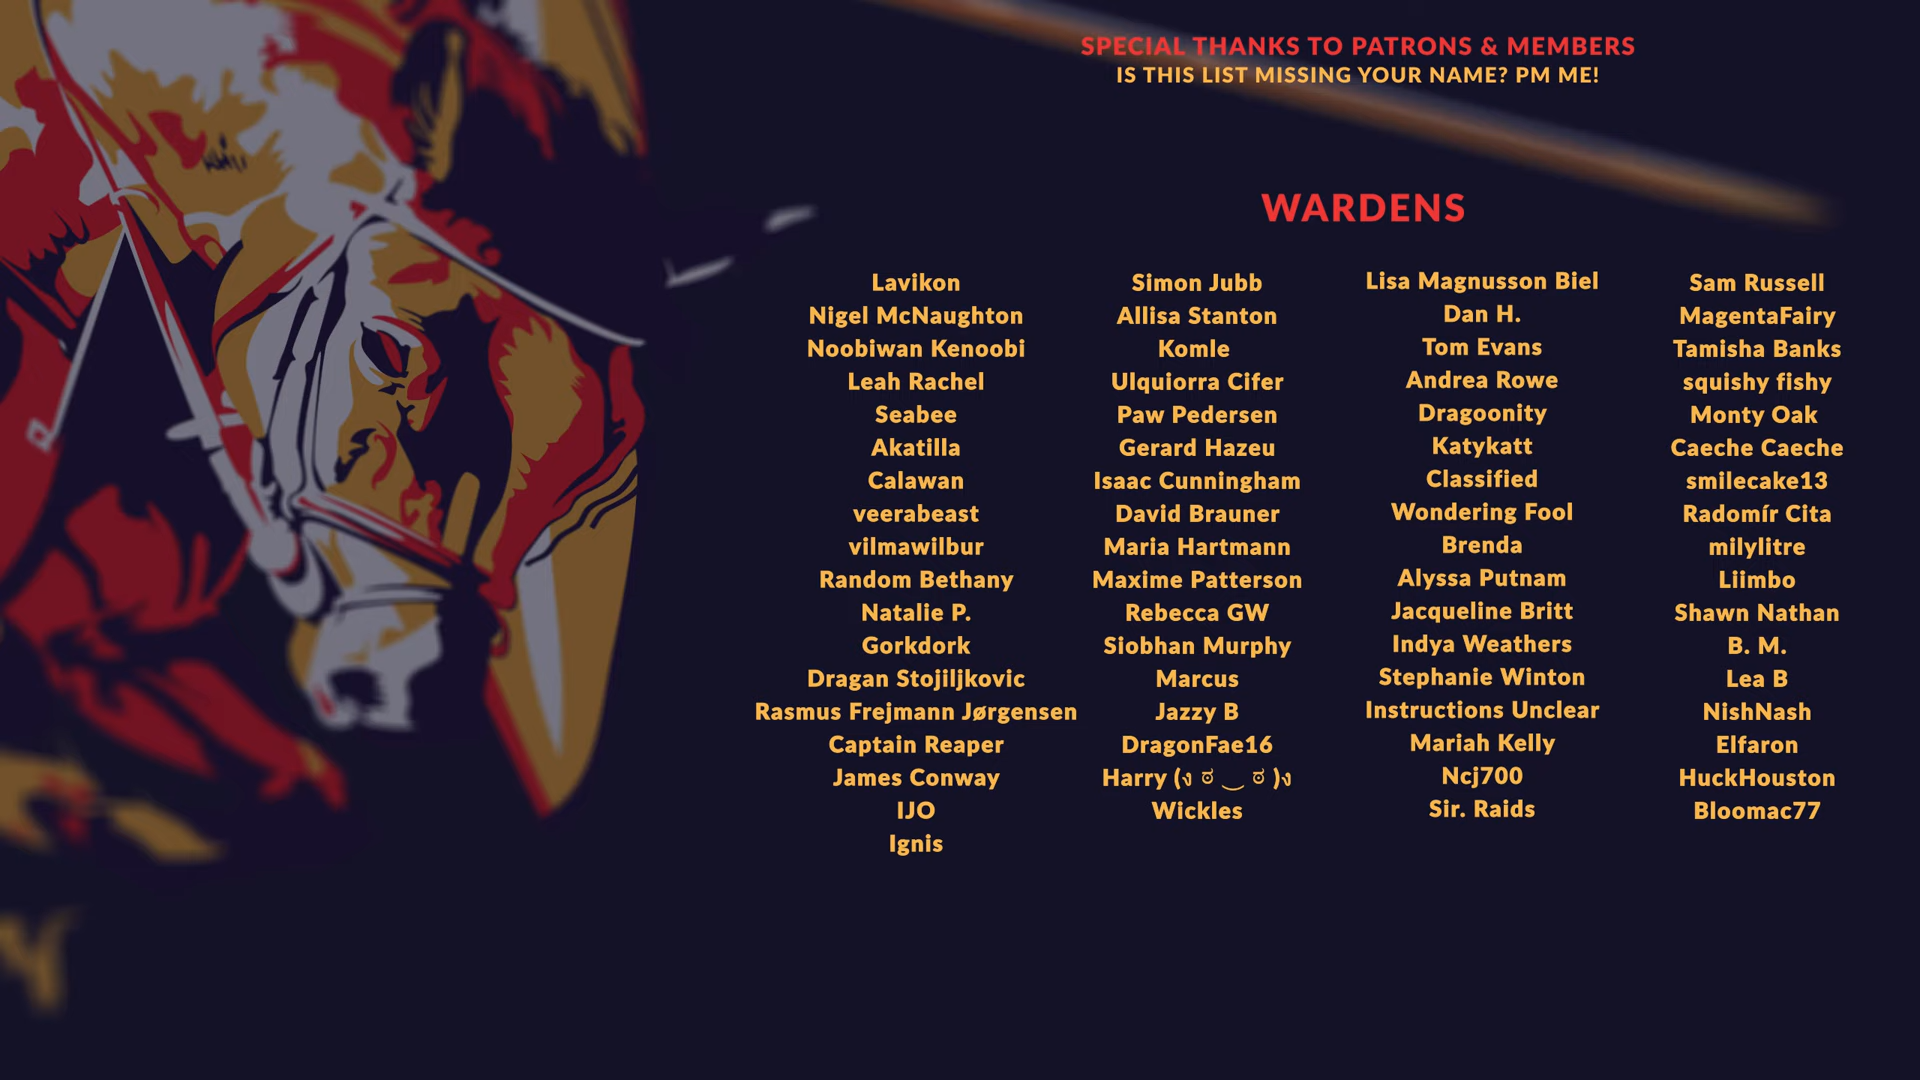 SPECIAL THANKS TO PATRONS & MEMBERS
IS THIS LIST MISSING YOUR NAME? PM ME!
WARDENS
Lavikon
Nigel McNaughton
Noobiwan Kenoobi
Leah Rachel
Seabee
Akatilla
Calawan
veerabeast
vilmawilbur
Random Bethany
Natalie P.
Gorkdork
Dragan Stojiljkovic
Rasmus Frejmann Jørgensen
Captain Reaper
James Conway
IJO
Ignis
Simon Jubb
Allisa Stanton
Komle
Ulquiorra Cifer
Paw Pedersen
Gerard Hazeu
Isaac Cunningham
David Brauner
Maria Hartmann
Maxime Patterson
Rebecca GW
Siobhan Murphy
Marcus
Jazzy B
DragonFae16
Harry (ง ಠ ‿ ಠ )ง
Wickles
Lisa Magnusson Biel
Dan H.
Tom Evans
Andrea Rowe
Dragoonity
Katykatt
Classified
Wondering Fool
Brenda
Alyssa Putnam
Jacqueline Britt
Indya Weathers
Stephanie Winton
Instructions Unclear
Mariah Kelly
Ncj700
Sir. Raids
Sam Russell
MagentaFairy
Tamisha Banks
squishy fishy
Monty Oak
Caeche Caeche
smilecake13
Radomír Cita
milylitre
Liimbo
Shawn Nathan
B. M.
Lea B
NishNash
Elfaron
HuckHouston
Bloomac77